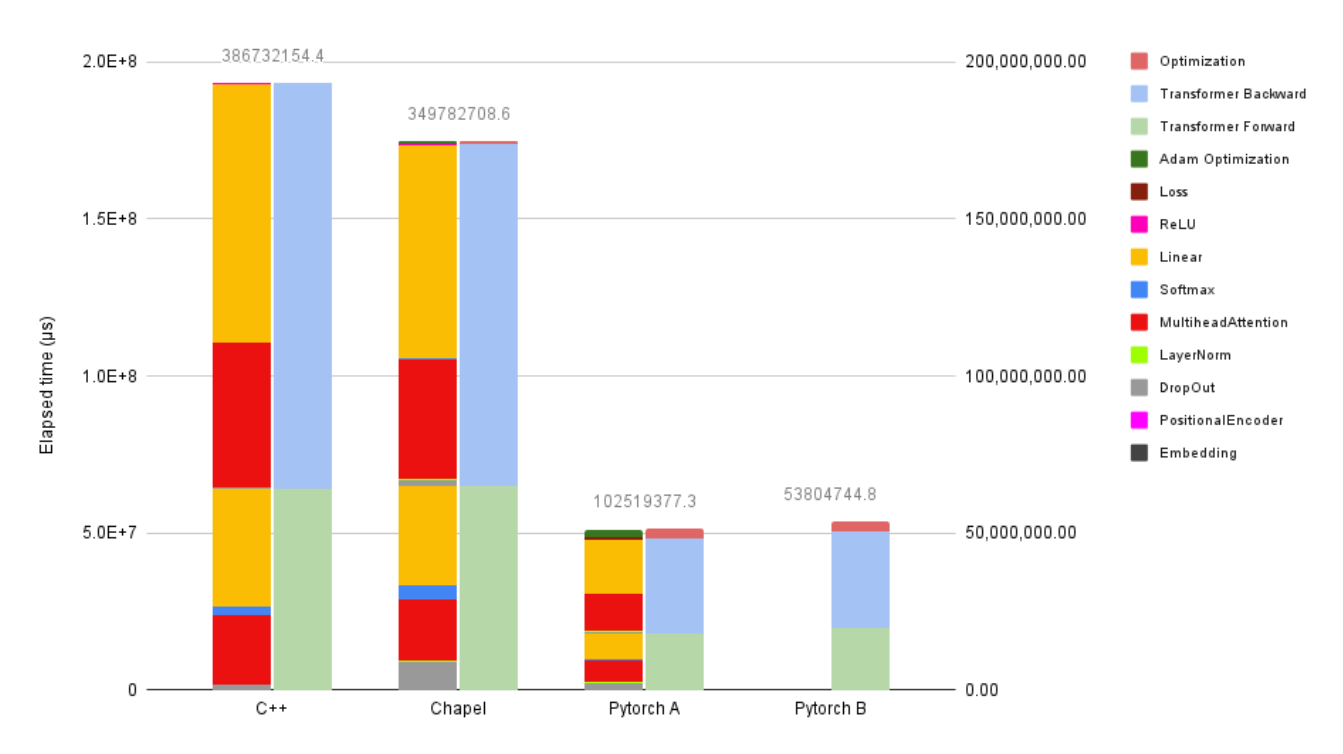 386732154.4
349782708.6
102519377.3
53804744.8
2.0E+8
1.5E+8
1.0E+8
5.0E+7
0
Elapsed time (µs)
200,000,000.00
150,000,000.00
100,000,000.00
50,000,000.00
0.00
C++
Chapel
Pytorch A
Pytorch B
Optimization
Transformer Backward
Transformer Forward
Adam Optimization
Loss
ReLU
Linear
Softmax
MultiheadAttention
LayerNorm
DropOut
PositionalEncoder
Embedding